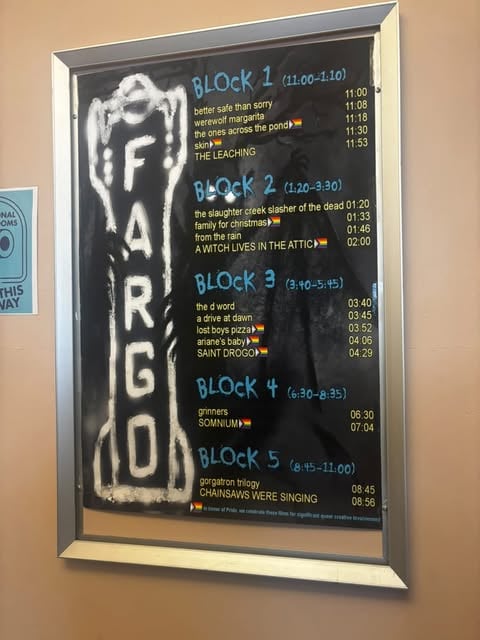 FARGO
BLOCK 1 (11:00-1:10)
better safe than sorry 11:00
werewolf margarita 11:08
the ones across the pond 11:18
skin 11:30
THE LEACHING 11:53
BLOCK 2 (1:20-3:30)
the slaughter creek slasher of the dead 01:20
family for christmas 01:33
from the rain 01:46
A WITCH LIVES IN THE ATTIC 02:00
BLOCK 3 (3:40-5:45)
the d word 03:40
a drive at dawn 03:45
lost boys pizza 03:52
ariane's baby 04:06
SAINT DROGO 04:29
BLOCK 4 (6:30-8:35)
grinners 06:30
SOMNIUM 07:04
BLOCK 5 (8:45-11:00)
gorgatron trilogy 08:45
CHAINSAWS WERE SINGING 08:56
in honor of Pride, we celebrate these films for significant queer creative involvement
THIS
WAY